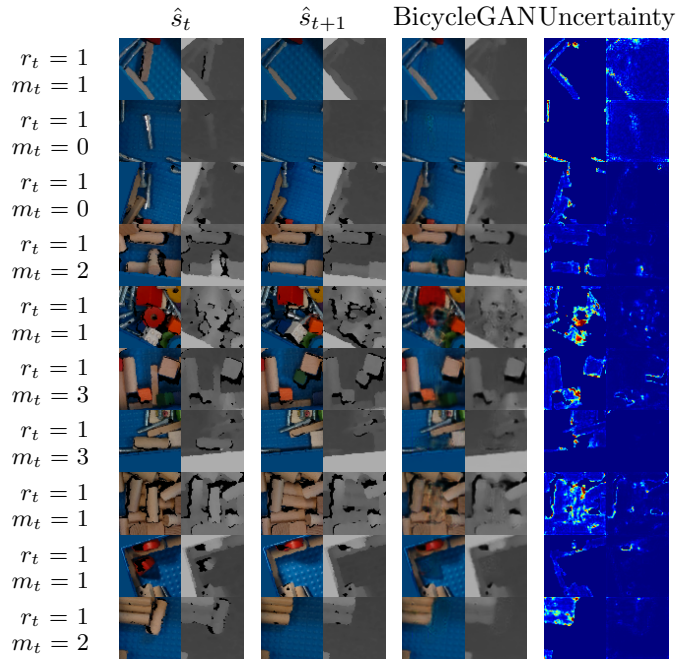 ŝ_t ŝ_{t+1} BicycleGAN Uncertainty
r_t = 1
m_t = 1
r_t = 1
m_t = 0
r_t = 1
m_t = 0
r_t = 1
m_t = 2
r_t = 1
m_t = 1
r_t = 1
m_t = 3
r_t = 1
m_t = 3
r_t = 1
m_t = 1
r_t = 1
m_t = 1
r_t = 1
m_t = 2